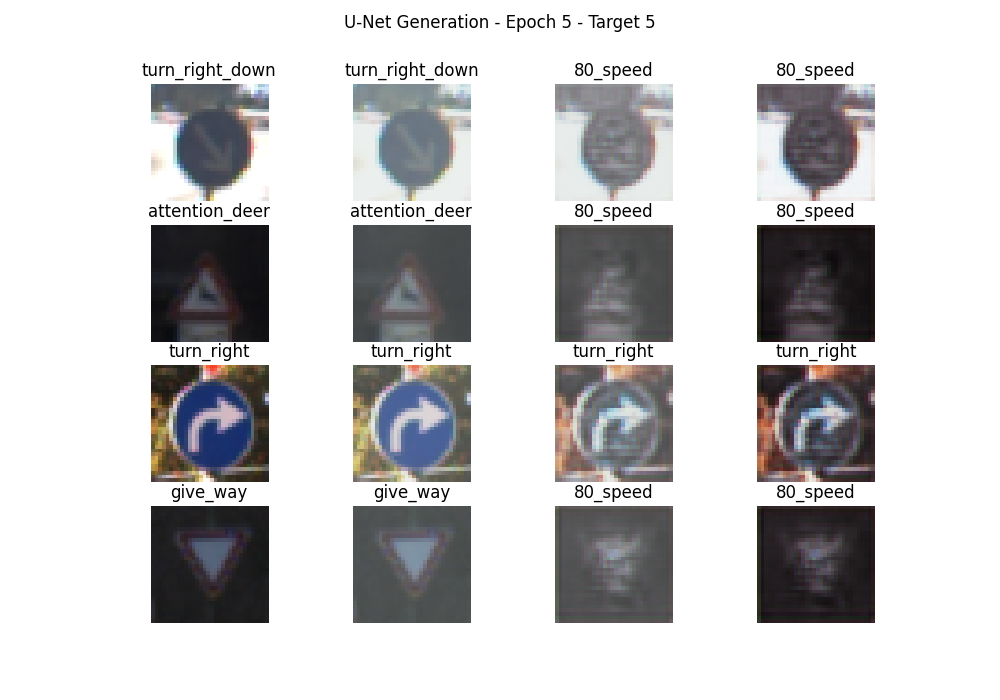 U-Net Generation - Epoch 5 - Target 5
turn_right_down turn_right_down 80_speed 80_speed
attention_deer attention_deer 80_speed 80_speed
turn_right turn_right turn_right turn_right
give_way give_way 80_speed 80_speed